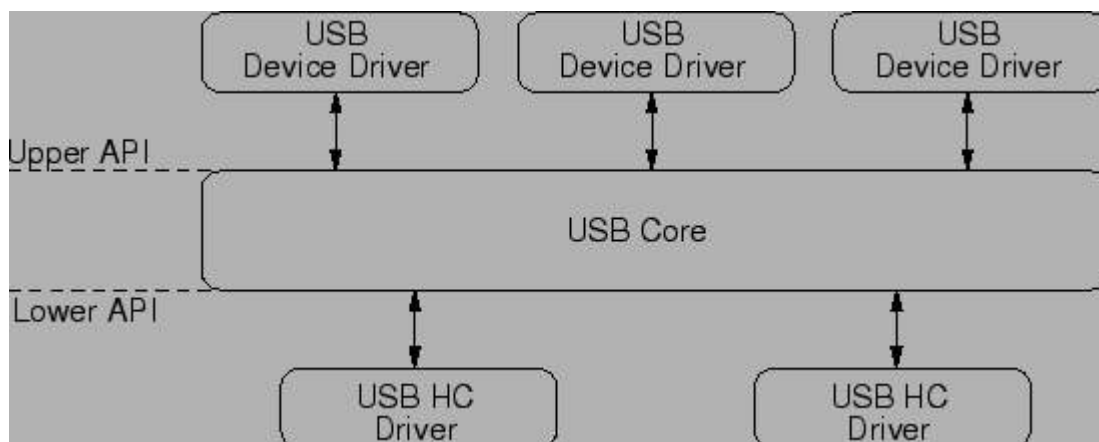 USB
Device Driver
USB
Device Driver
USB
Device Driver
Upper API
USB Core
Lower API
USB HC
Driver
USB HC
Driver